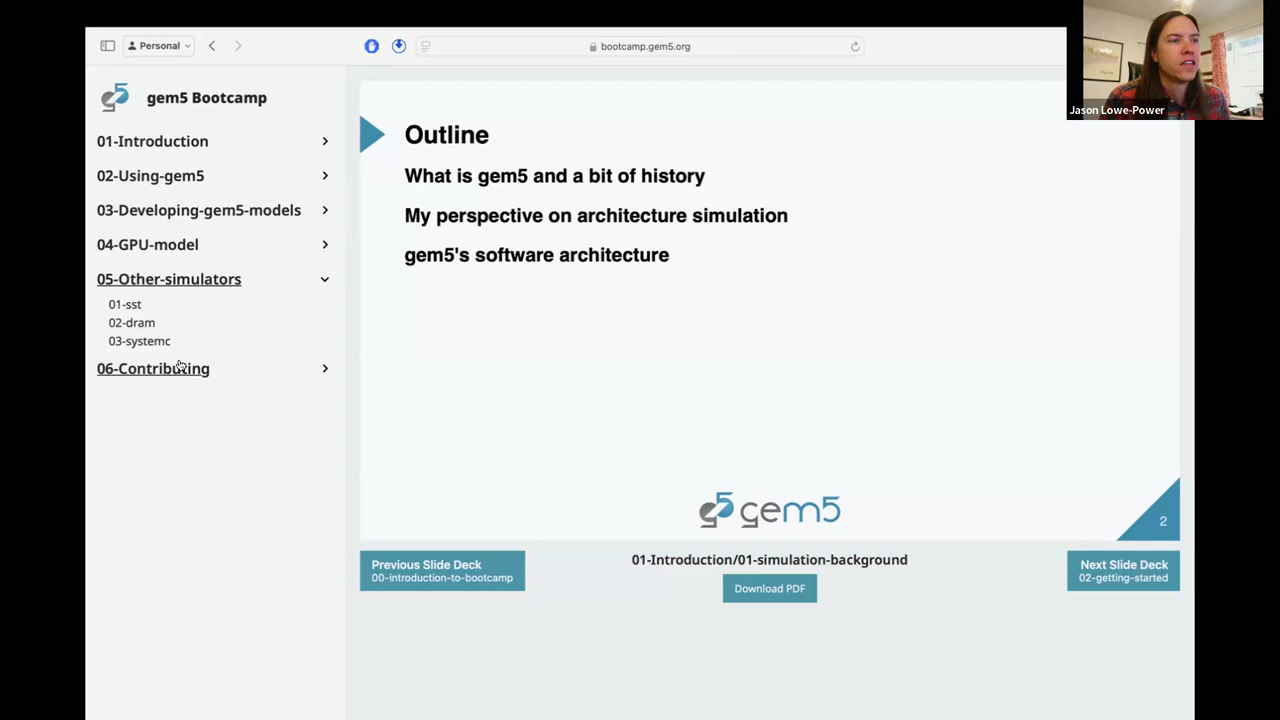 Personal
bootcamp.gem5.org
Jason Lowe-Power
g5
gem5 Bootcamp
01-Introduction
02-Using-gem5
03-Developing-gem5-models
04-GPU-model
05-Other-simulators
01-sst
02-dram
03-systemc
06-Contributing
Outline
What is gem5 and a bit of history
My perspective on architecture simulation
gem5's software architecture
g5 gem5
2
Previous Slide Deck
00-introduction-to-bootcamp
01-Introduction/01-simulation-background
Download PDF
Next Slide Deck
02-getting-started